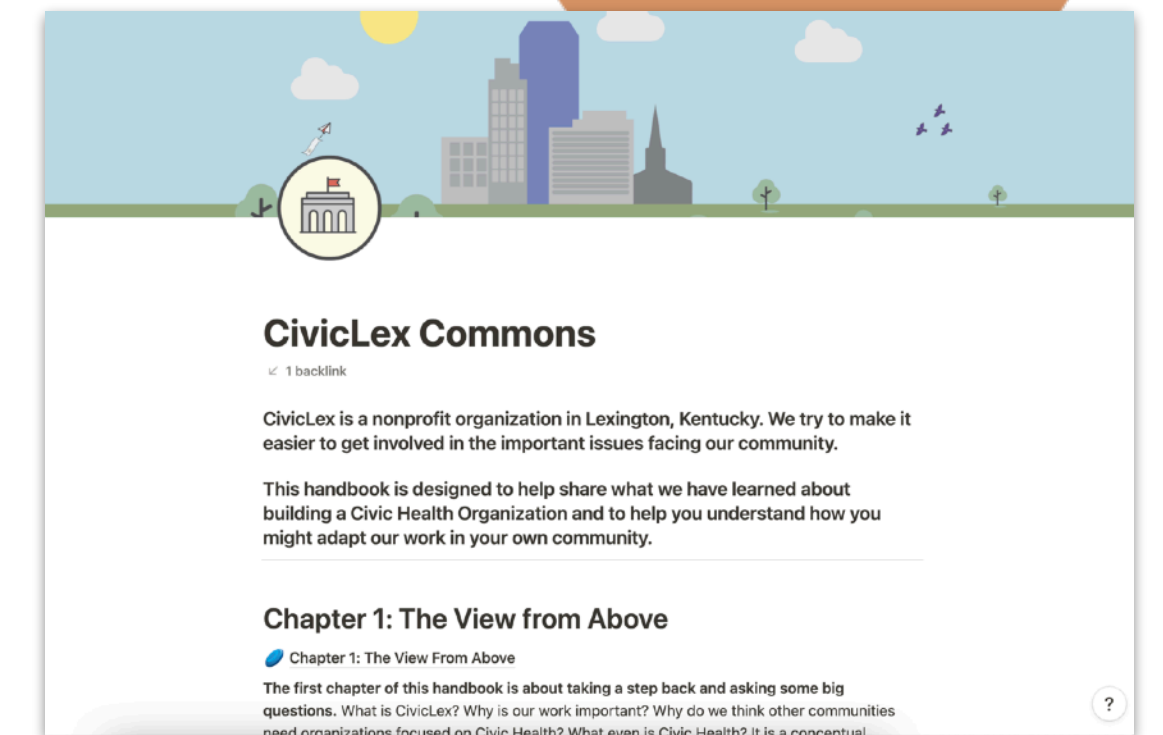 CivicLex Commons
1 backlink
CivicLex is a nonprofit organization in Lexington, Kentucky. We try to make it
easier to get involved in the important issues facing our community.
This handbook is designed to help share what we have learned about
building a Civic Health Organization and to help you understand how you
might adapt our work in your own community.
Chapter 1: The View from Above
Chapter 1: The View From Above
The first chapter of this handbook is about taking a step back and asking some big
questions. What is CivicLex? Why is our work important? Why do we think other communities
need organizations focused on Civic Health? What even is Civic Health? It is a conceptual
?